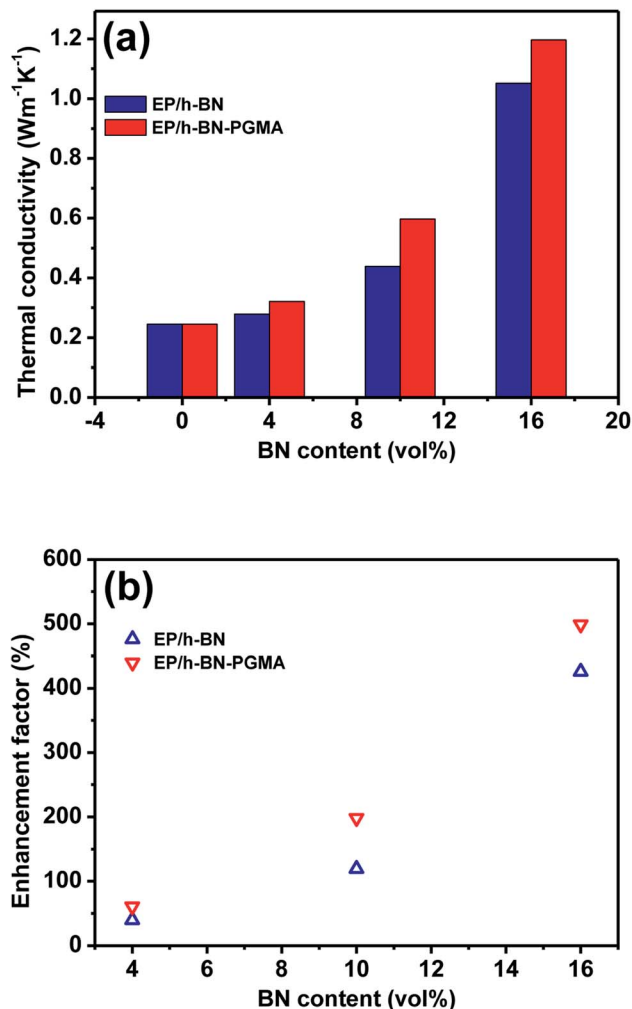 (a)
1.2
1.0
0.8
0.6
0.4
0.2
0.0
Thermal conductivity (Wm⁻¹K⁻¹)
EP/h-BN
EP/h-BN-PGMA
-4 0 4 8 12 16 20
BN content (vol%)
(b)
600
500
400
300
200
100
0
Enhancement factor (%)
EP/h-BN
EP/h-BN-PGMA
4 6 8 10 12 14 16
BN content (vol%)